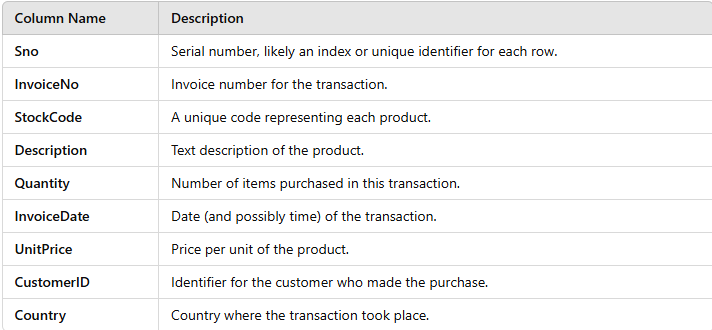 Column Name Description
Sno Serial number, likely an index or unique identifier for each row.
InvoiceNo Invoice number for the transaction.
StockCode A unique code representing each product.
Description Text description of the product.
Quantity Number of items purchased in this transaction.
InvoiceDate Date (and possibly time) of the transaction.
UnitPrice Price per unit of the product.
CustomerID Identifier for the customer who made the purchase.
Country Country where the transaction took place.